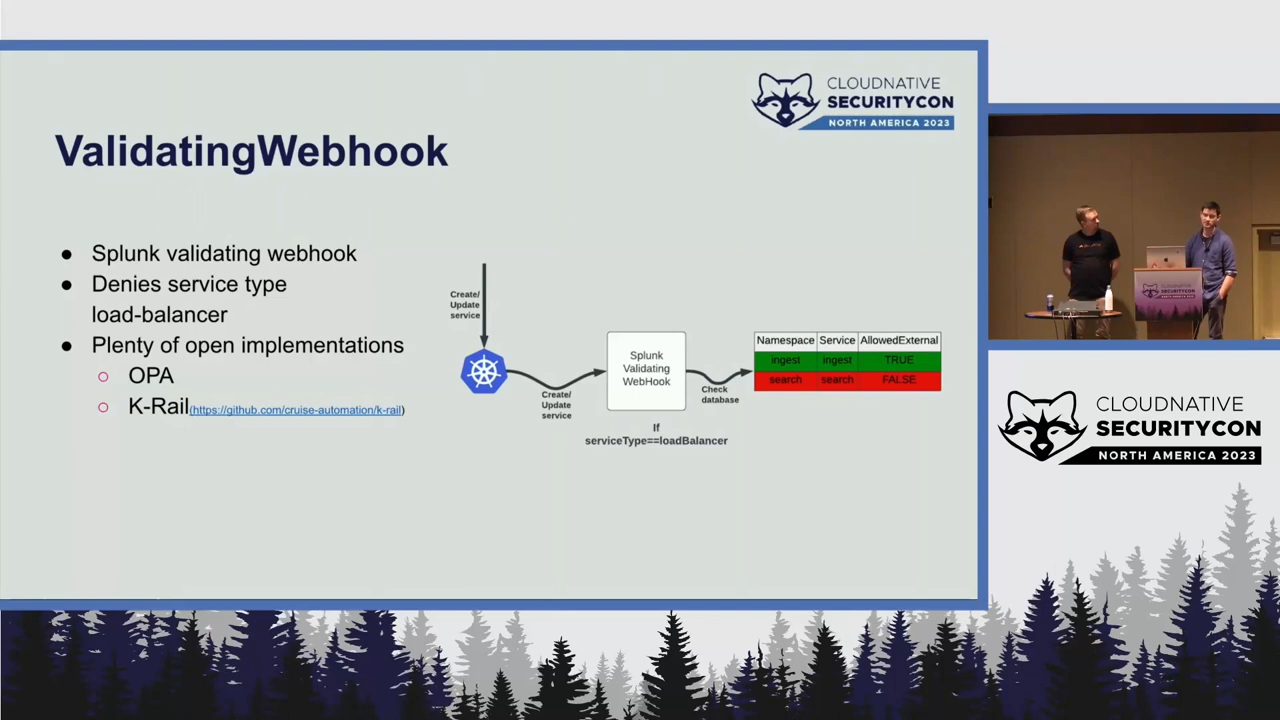 CLOUDNATIVE
SECURITYCON
NORTH AMERICA 2023
ValidatingWebhook
● Splunk validating webhook
● Denies service type
load-balancer
● Plenty of open implementations
○ OPA
○ K-Rail(https://github.com/cruise-automation/k-rail)
Create/
Update
service
Create/
Update
service
Splunk
Validating
WebHook
If
serviceType==loadBalancer
Check
database
Namespace Service AllowedExternal
ingest ingest TRUE
search search FALSE
CLOUDNATIVE
SECURITYCON
CLOUDNATIVE
SECURITYCON
NORTH AMERICA 2023